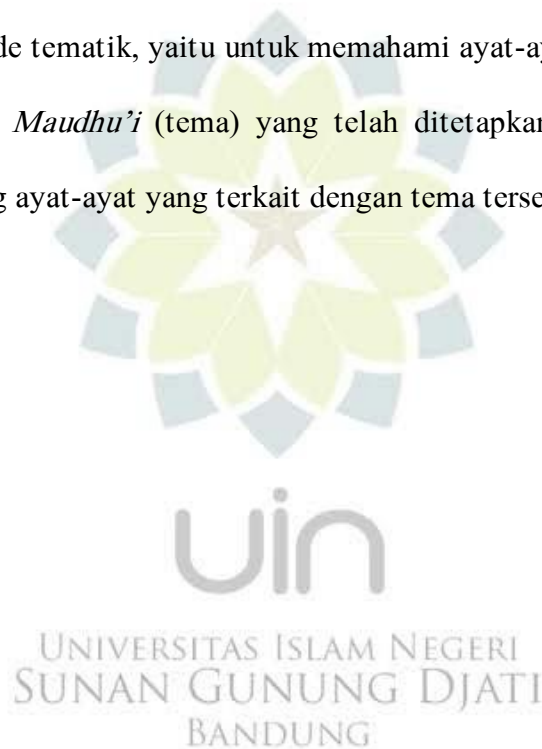 de tematik, yaitu untuk memahami ayat-ay
Maudhu'i (tema) yang telah ditetapkan
g ayat-ayat yang terkait dengan tema terse
uin
UNIVERSITAS ISLAM NEGERI
SUNAN GUNUNG DJATI
BANDUNG